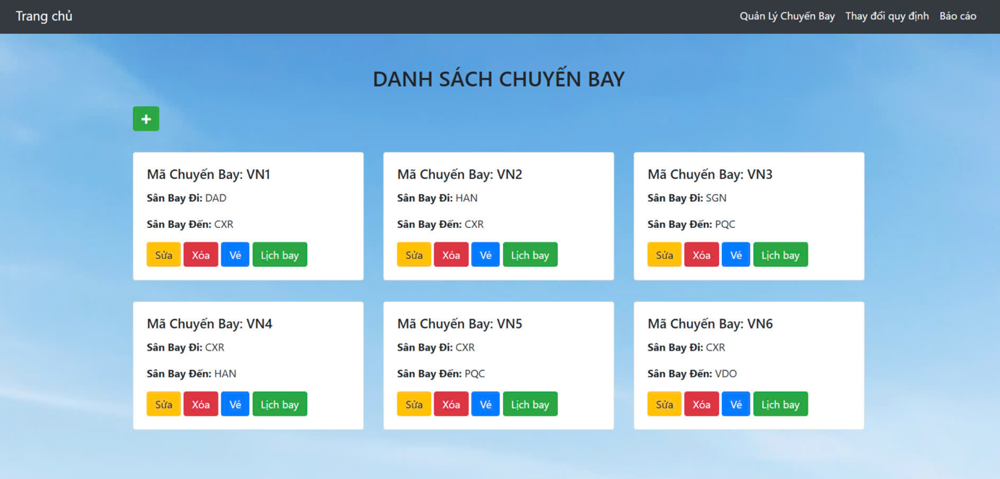 Trang chủ
Quản Lý Chuyến Bay Thay đổi quy định Báo cáo
DANH SÁCH CHUYẾN BAY
+
Mã Chuyến Bay: VN1
Sân Bay Đi: DAD
Sân Bay Đến: CXR
Sửa Xóa Vé Lịch bay
Mã Chuyến Bay: VN2
Sân Bay Đi: HAN
Sân Bay Đến: CXR
Sửa Xóa Vé Lịch bay
Mã Chuyến Bay: VN3
Sân Bay Đi: SGN
Sân Bay Đến: PQC
Sửa Xóa Vé Lịch bay
Mã Chuyến Bay: VN4
Sân Bay Đi: CXR
Sân Bay Đến: HAN
Sửa Xóa Vé Lịch bay
Mã Chuyến Bay: VN5
Sân Bay Đi: CXR
Sân Bay Đến: PQC
Sửa Xóa Vé Lịch bay
Mã Chuyến Bay: VN6
Sân Bay Đi: CXR
Sân Bay Đến: VDO
Sửa Xóa Vé Lịch bay